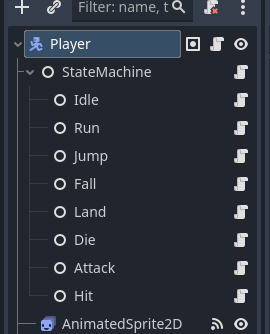 Filter: name, t
Player
StateMachine
Idle
Run
Jump
Fall
Land
Die
Attack
Hit
AnimatedSprite2D